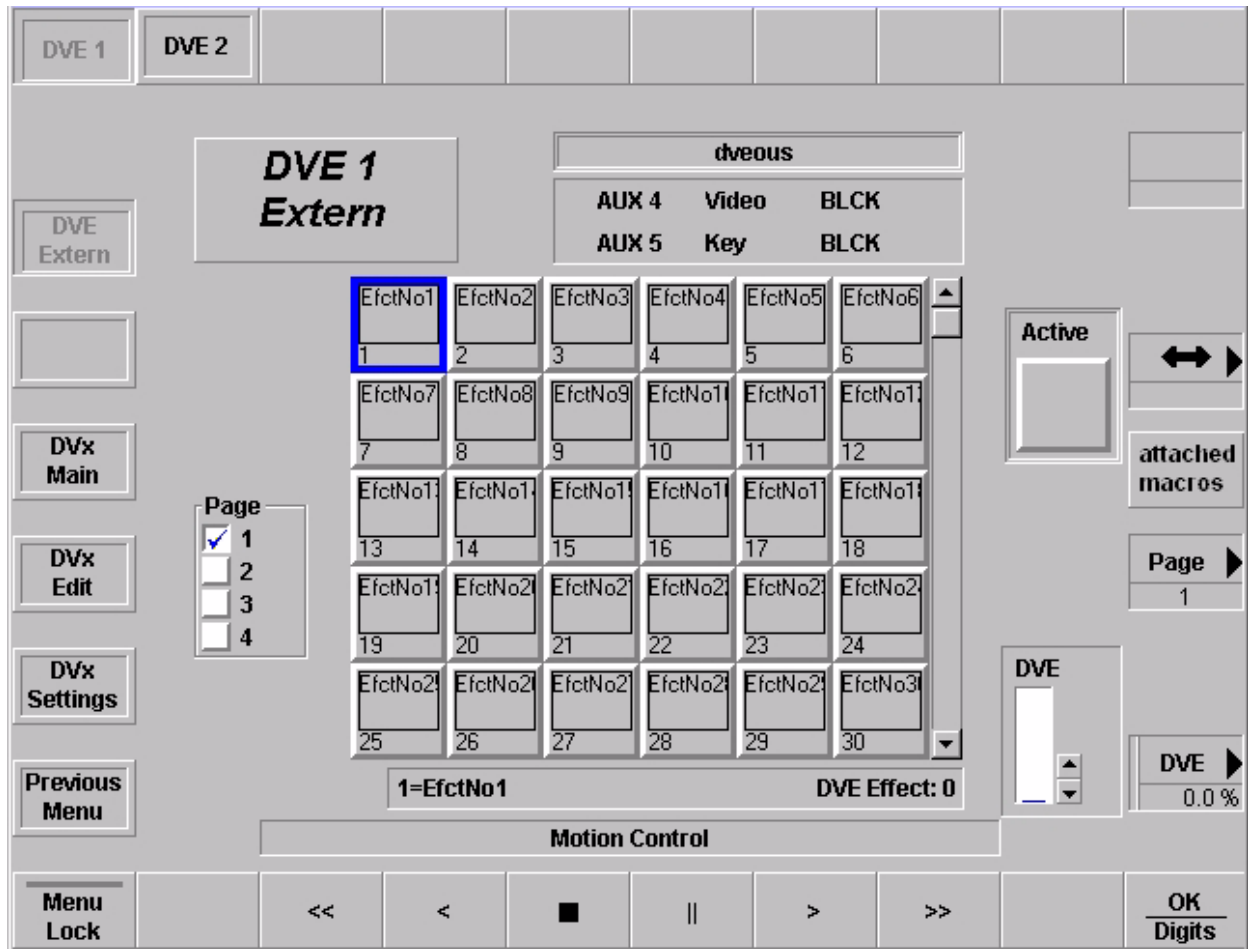 DVE 1
DVE 2
DVE 1
Extern
dveous
AUX 4 Video BLCK
AUX 5 Key BLCK
DVE
Extern
DVx
Main
DVx
Edit
DVx
Settings
Previous
Menu
Page
1
2
3
4
EfctNo1 EfctNo2 EfctNo3 EfctNo4 EfctNo5 EfctNo6
1 2 3 4 5 6
EfctNo7 EfctNo8 EfctNo9
7 8 9 10 11 12
13 14 15 16 17 18
19 20 21 22 23 24
25 26 27 28 29 30
1=EfctNo1 DVE Effect: 0
Active
attached
macros
Page
1
DVE
DVE
0.0 %
Motion Control
Menu
Lock
<< < ■ || > >>
OK
Digits